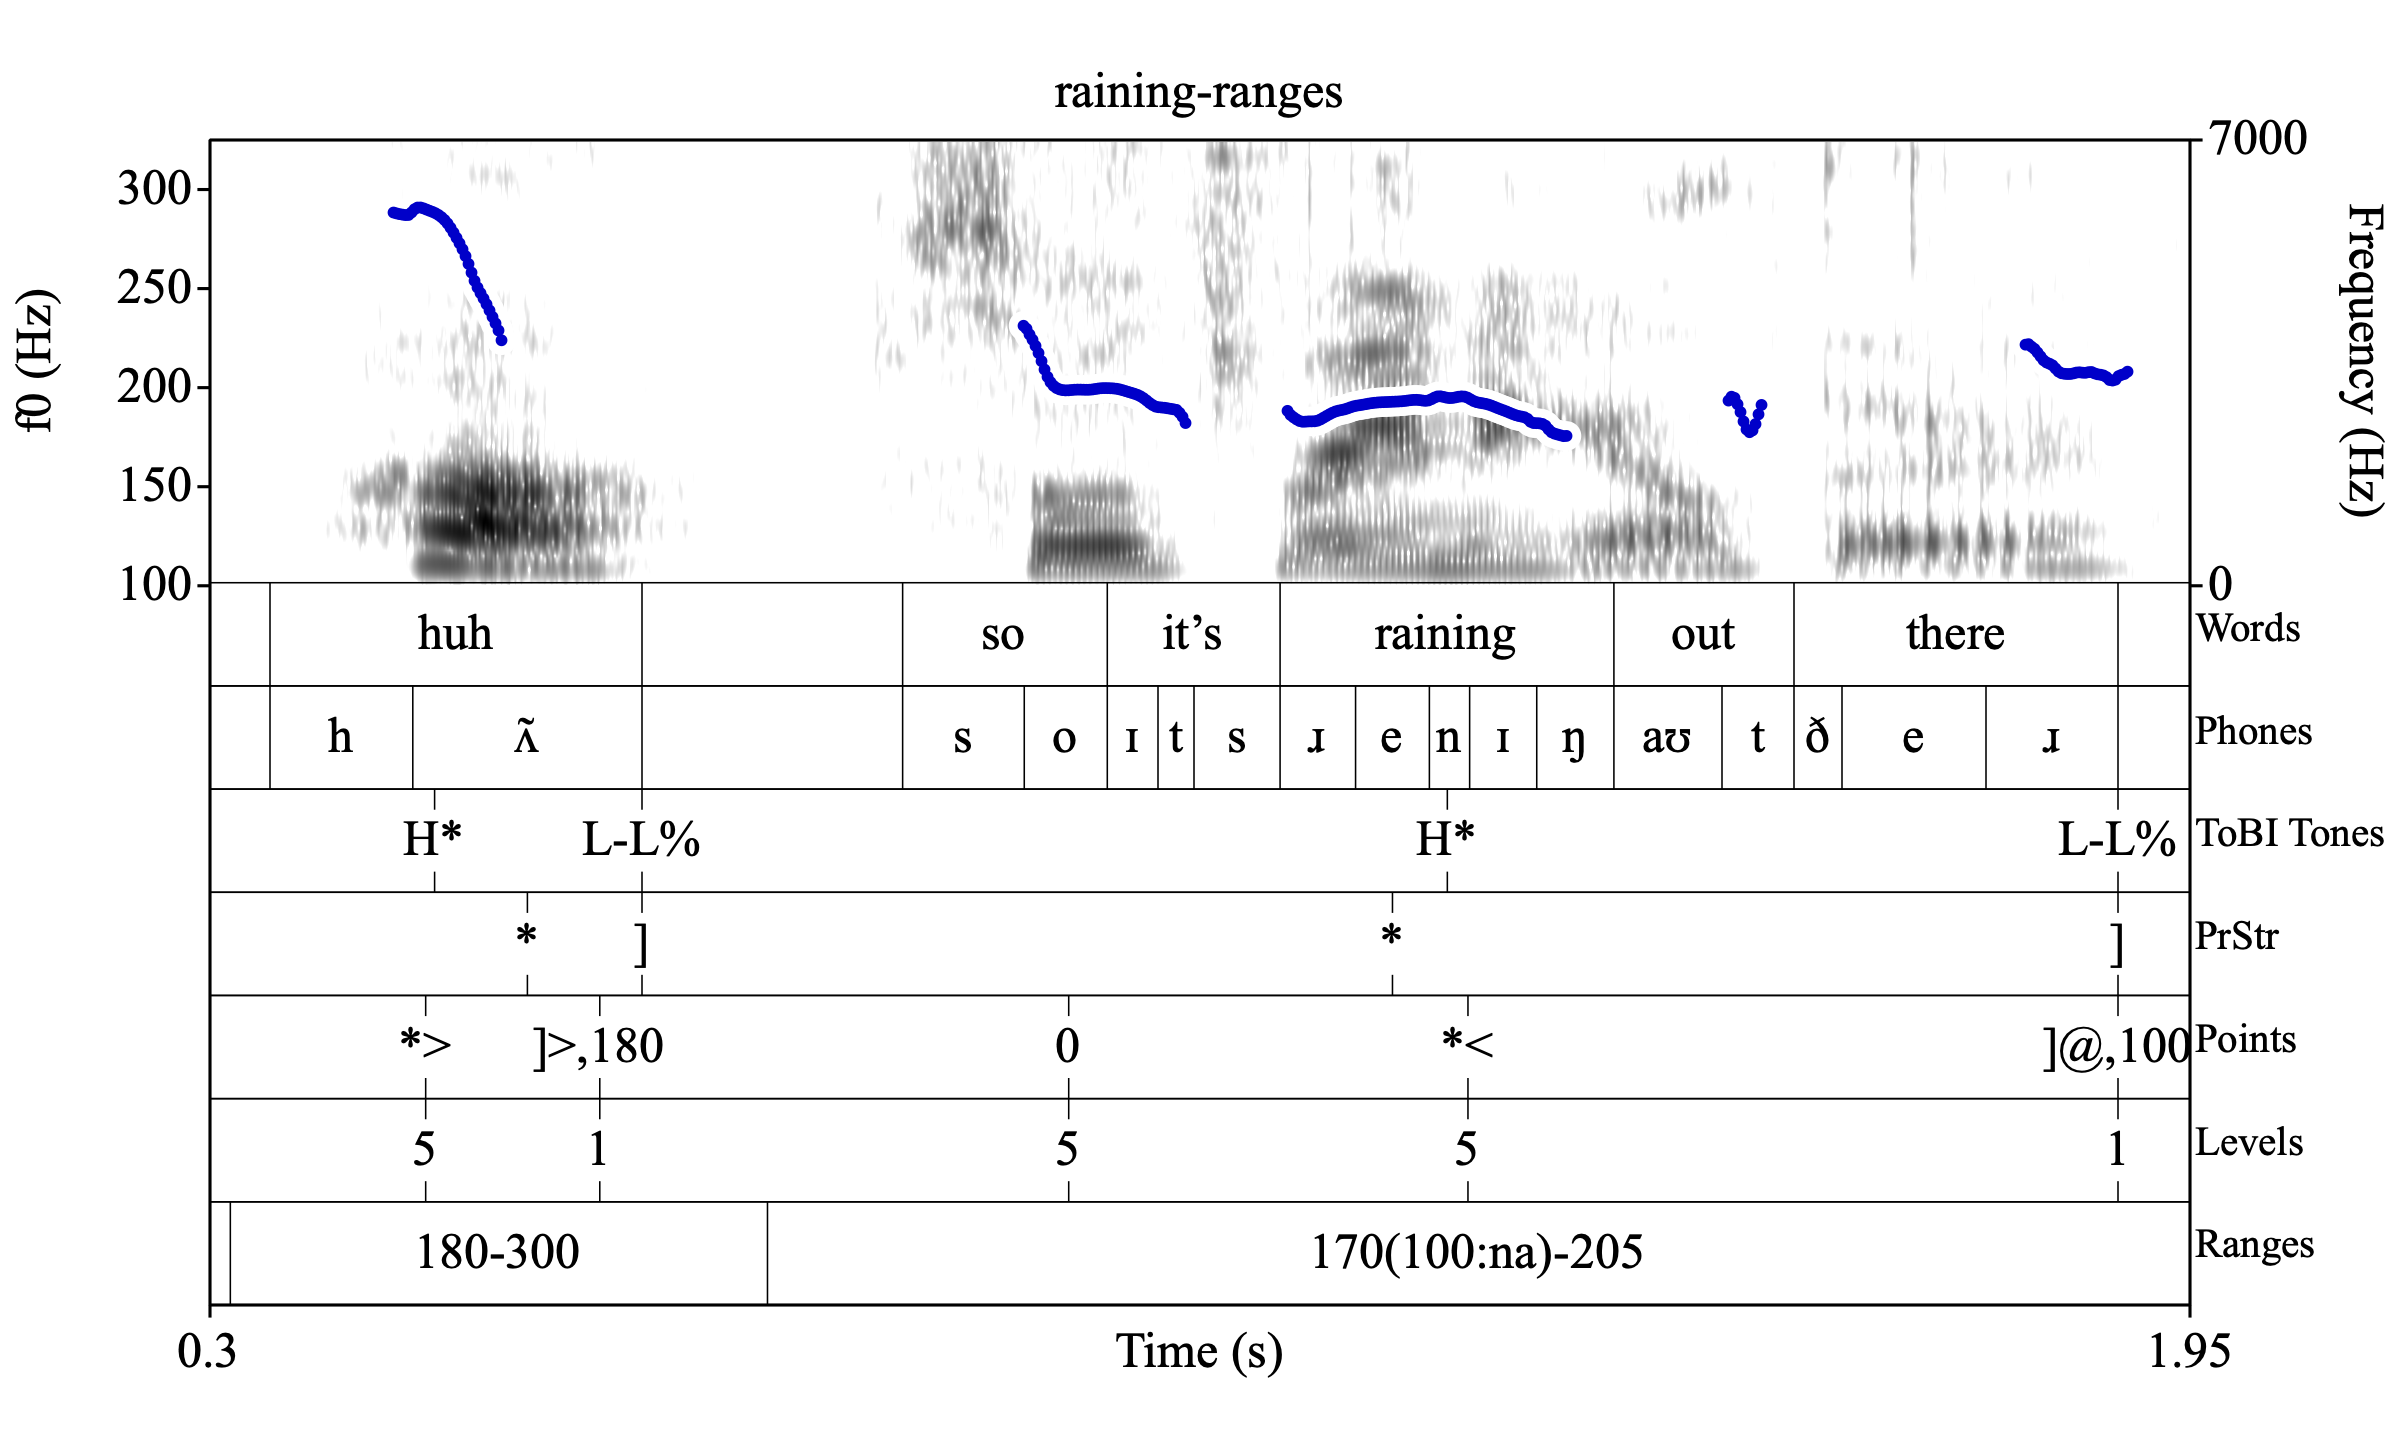 raining-ranges
300
250
200
150
100
f0 (Hz)
7000
0
Frequency (Hz)
huh so it’s raining out there Words
h ʌ̃ s o ɪ t s ɹ e n ɪ ŋ aʊ t ð e ɹ Phones
H* L-L% H* L-L% ToBI Tones
* ] * ] PrStr
*> ]>,180 0 *< ]@,100 Points
5 1 5 5 1 Levels
180-300 170(100:na)-205 Ranges
0.3 Time (s) 1.95